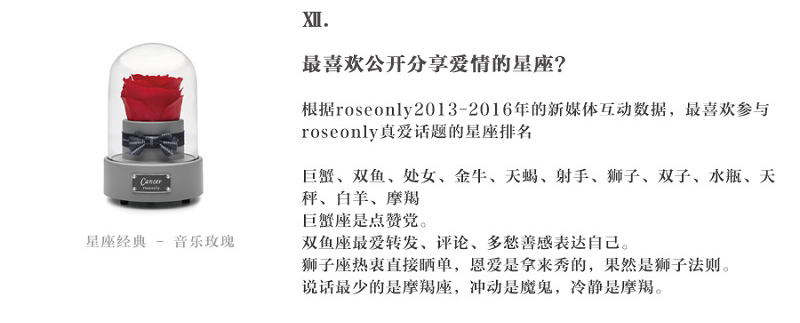 XII.
最喜欢公开分享爱情的星座？
根据roseonly2013-2016年的新媒体互动数据，最喜欢参与
roseonly真爱话题的星座排名
巨蟹、双鱼、处女、金牛、天蝎、射手、狮子、双子、水瓶、天
秤、白羊、摩羯
巨蟹座是点赞党。
双鱼座最爱转发、评论、多愁善感表达自己。
狮子座热衷直接晒单，恩爱是拿来秀的，果然是狮子法则。
说话最少的是摩羯座，冲动是魔鬼，冷静是摩羯。
Cancer
roseonly
星座经典 - 音乐玫瑰